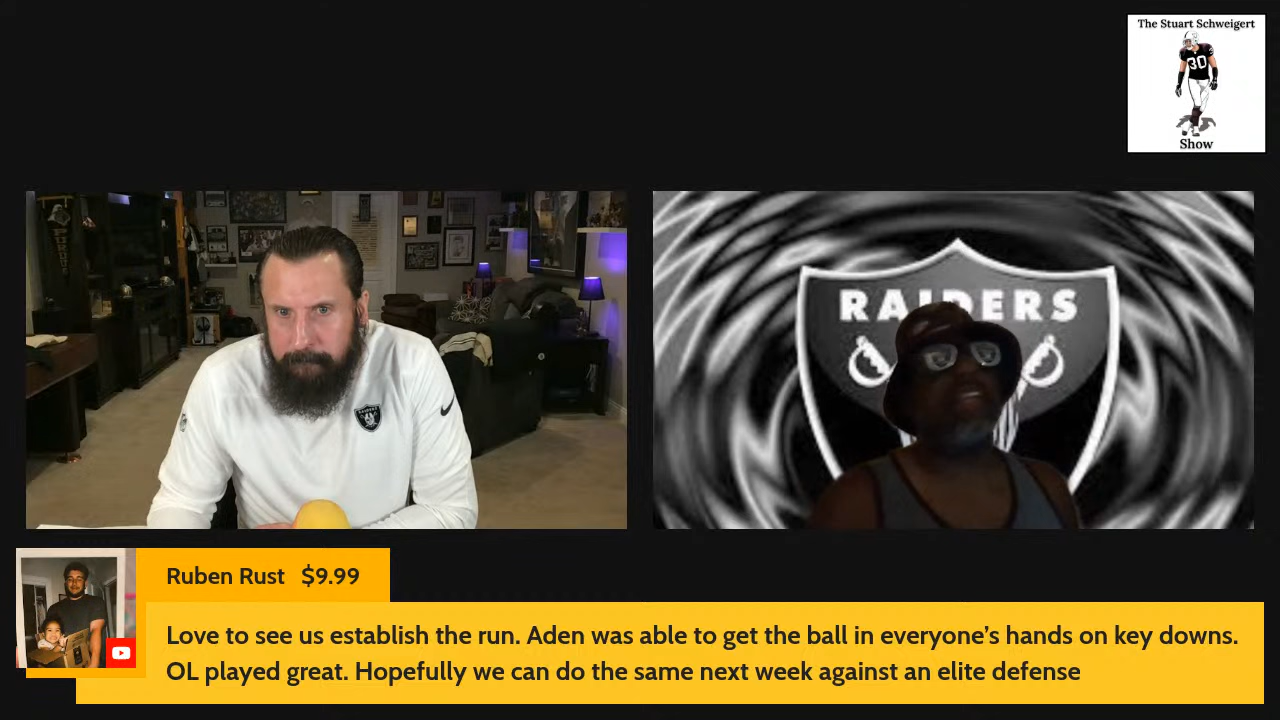 The Stuart Schweigert
30
Show
PURDUE
RAIDERS
Ruben Rust $9.99
Love to see us establish the run. Aden was able to get the ball in everyone's hands on key downs.
OL played great. Hopefully we can do the same next week against an elite defense